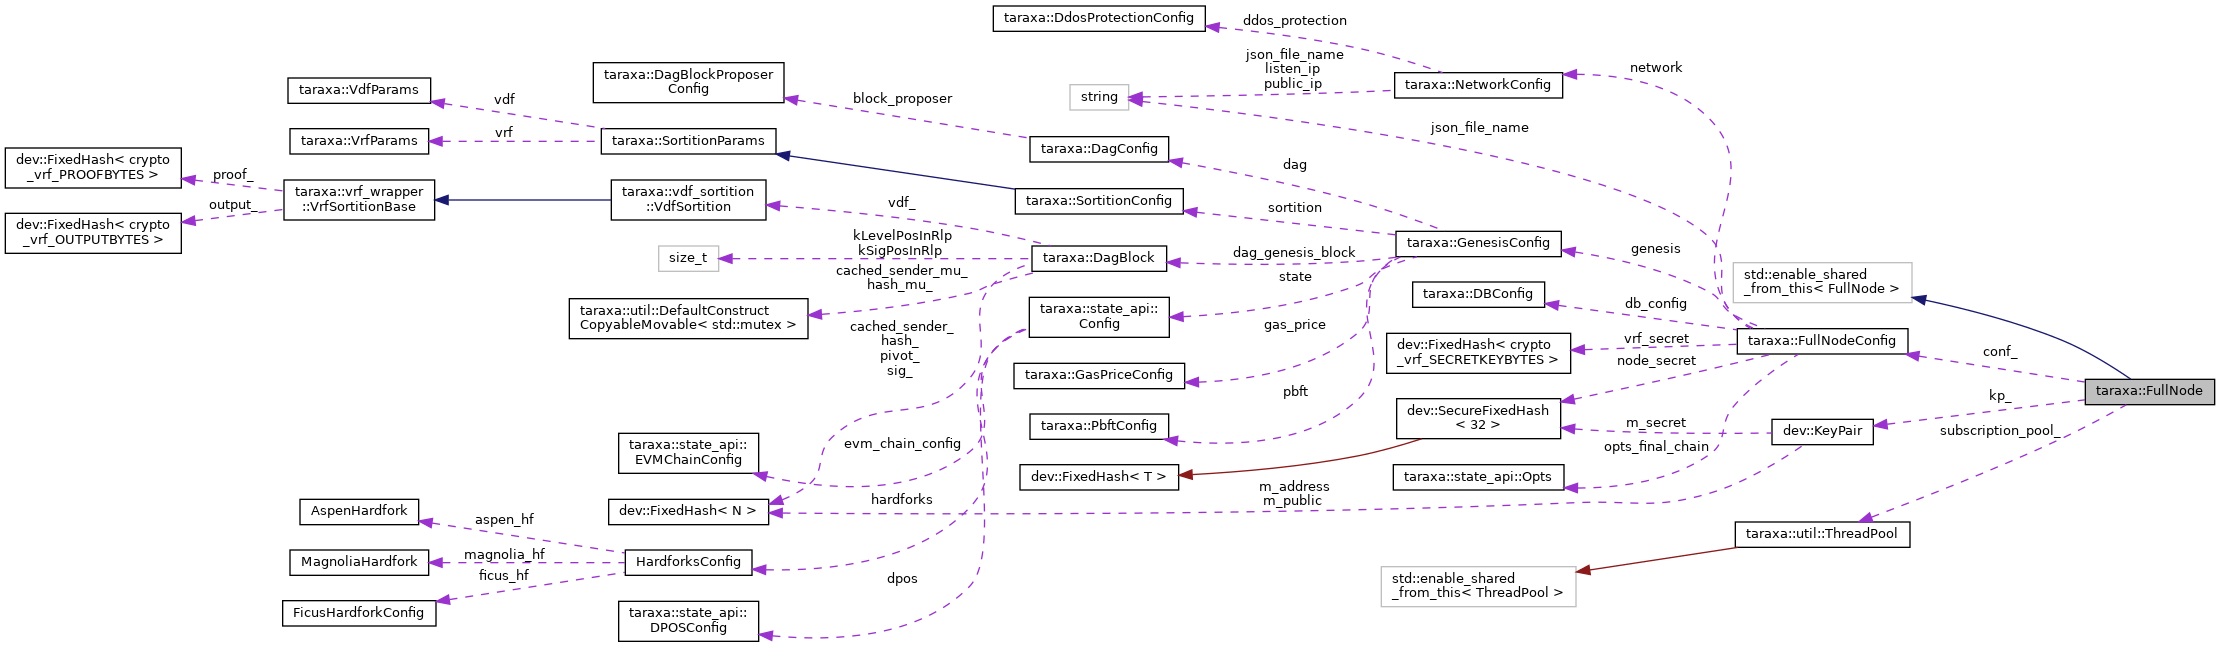 taraxa::DdosProtectionConfig
ddos_protection
json_file_name
listen_ip
public_ip
network
taraxa::DagBlockProposer
Config
taraxa::VdfParams
vdf
block_proposer
string
taraxa::NetworkConfig
json_file_name
taraxa::VrfParams
vrf
taraxa::SortitionParams
taraxa::DagConfig
dag
dev::FixedHash< crypto
_vrf_PROOFBYTES >
proof_
output_
dev::FixedHash< crypto
_vrf_OUTPUTBYTES >
taraxa::vrf_wrapper
::VrfSortitionBase
taraxa::vdf_sortition
::VdfSortition
vdf_
taraxa::SortitionConfig
sortition
kLevelPosInRlp
kSigPosInRlp
size_t
taraxa::DagBlock
dag_genesis_block
taraxa::GenesisConfig
genesis
cached_sender_mu_
hash_mu_
state
taraxa::util::DefaultConstruct
CopyableMovable< std::mutex >
taraxa::state_api::
Config
taraxa::DBConfig
db_config
std::enable_shared
_from_this< FullNode >
cached_sender_
hash_
pivot_
sig_
gas_price
taraxa::GasPriceConfig
dev::FixedHash< crypto
_vrf_SECRETKEYBYTES >
vrf_secret
node_secret
taraxa::FullNodeConfig
conf_
taraxa::FullNode
pbft
kp_
taraxa::PbftConfig
dev::SecureFixedHash
< 32 >
m_secret
dev::KeyPair
subscription_pool_
taraxa::state_api::
EVMChainConfig
evm_chain_config
opts_final_chain
dev::FixedHash< T >
taraxa::state_api::Opts
hardforks
m_address
m_public
AspenHardfork
aspen_hf
dev::FixedHash< N >
taraxa::util::ThreadPool
MagnoliaHardfork
magnolia_hf
HardforksConfig
ficus_hf
dpos
std::enable_shared
_from_this< ThreadPool >
FicusHardforkConfig
taraxa::state_api::
DPOSConfig